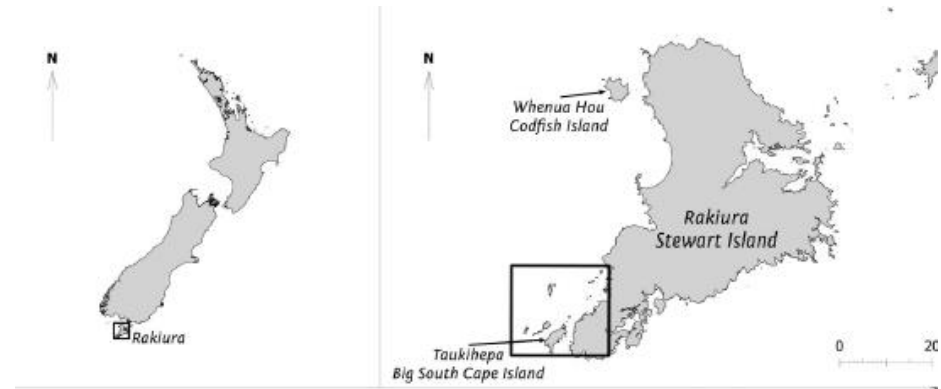 N
Rakiura
N
Whenua Hou
Codfish Island
Rakiura
Stewart Island
Taukihepa
Big South Cape Island
0
20